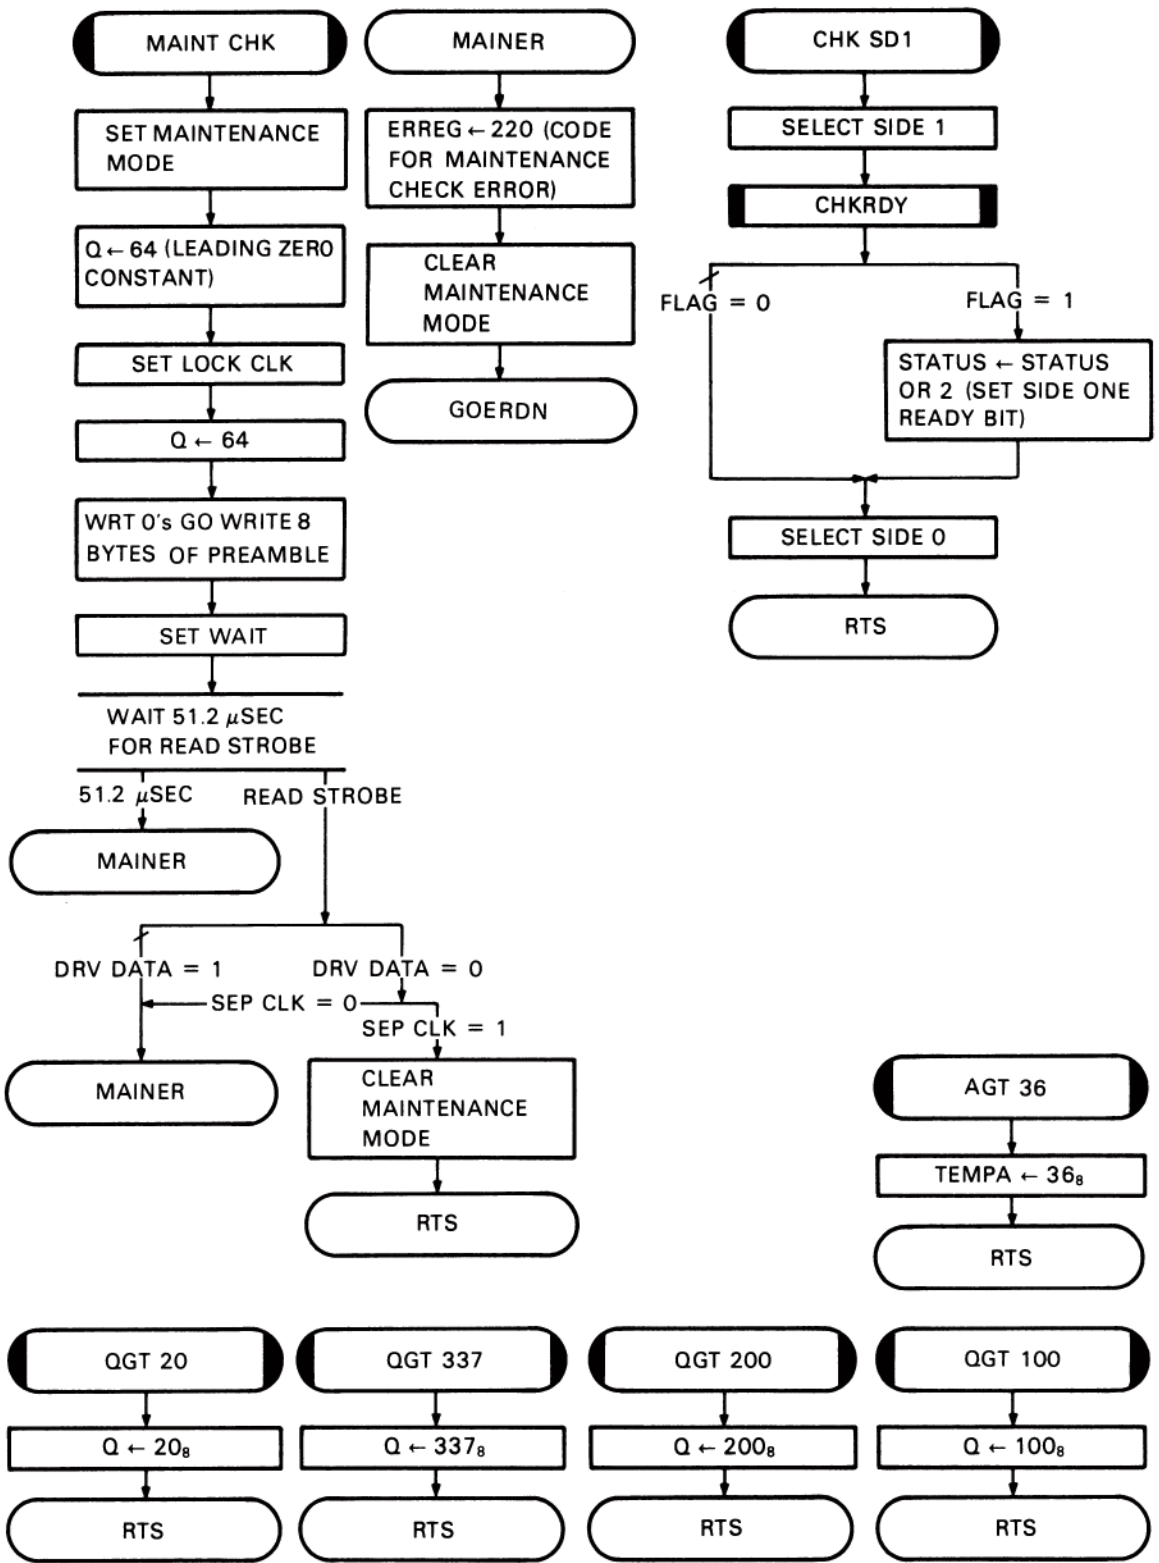 MAINT CHK
SET MAINTENANCE
MODE
Q ← 64 (LEADING ZERO
CONSTANT)
SET LOCK CLK
Q ← 64
WRT 0's GO WRITE 8
BYTES OF PREAMBLE
SET WAIT
WAIT 51.2 µSEC
FOR READ STROBE
51.2 µSEC
READ STROBE
MAINER
DRV DATA = 1
DRV DATA = 0
SEP CLK = 0
SEP CLK = 1
MAINER
CLEAR
MAINTENANCE
MODE
RTS
MAINER
ERREG ← 220 (CODE
FOR MAINTENANCE
CHECK ERROR)
CLEAR
MAINTENANCE
MODE
GOERDN
CHK SD1
SELECT SIDE 1
CHKRDY
FLAG = 0
FLAG = 1
STATUS ← STATUS
OR 2 (SET SIDE ONE
READY BIT)
SELECT SIDE 0
RTS
AGT 36
TEMPA ← 36₈
RTS
QGT 20
Q ← 20₈
RTS
QGT 337
Q ← 337₈
RTS
QGT 200
Q ← 200₈
RTS
QGT 100
Q ← 100₈
RTS